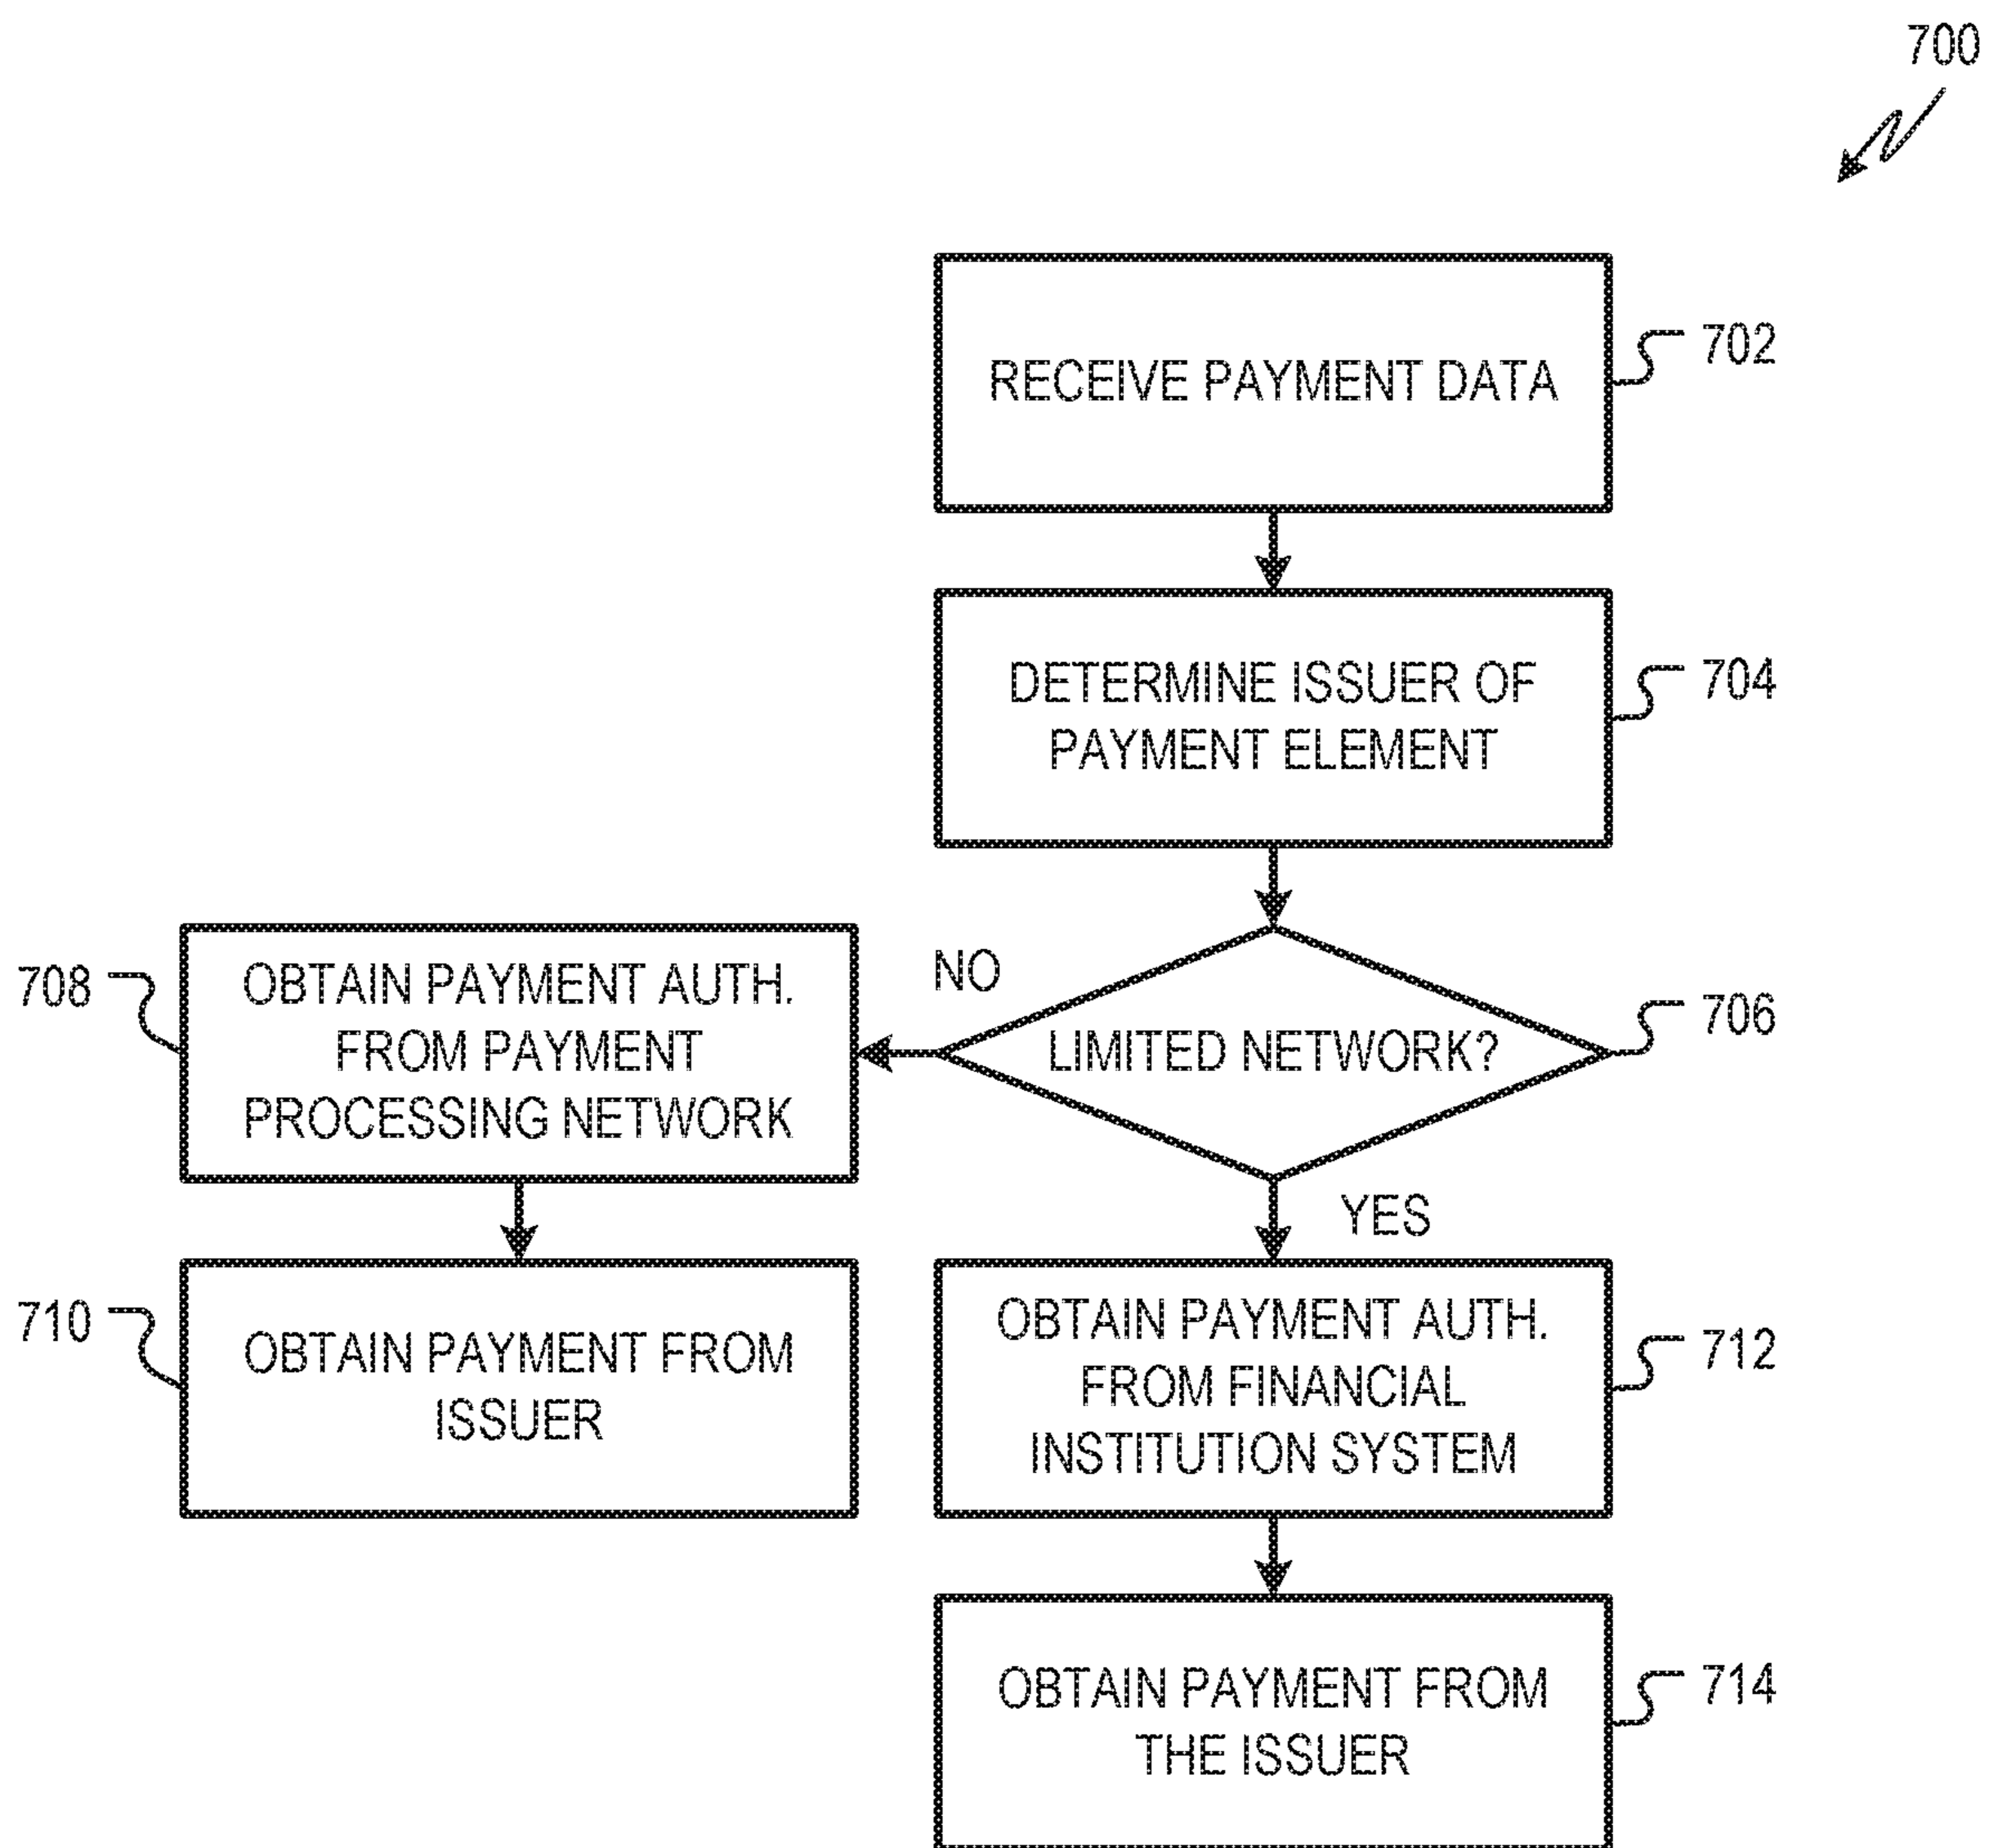 700
RECEIVE PAYMENT DATA
702
DETERMINE ISSUER OF
PAYMENT ELEMENT
704
LIMITED NETWORK?
706
NO
708
OBTAIN PAYMENT AUTH.
FROM PAYMENT
PROCESSING NETWORK
710
OBTAIN PAYMENT FROM
ISSUER
YES
OBTAIN PAYMENT AUTH.
FROM FINANCIAL
INSTITUTION SYSTEM
712
OBTAIN PAYMENT FROM
THE ISSUER
714